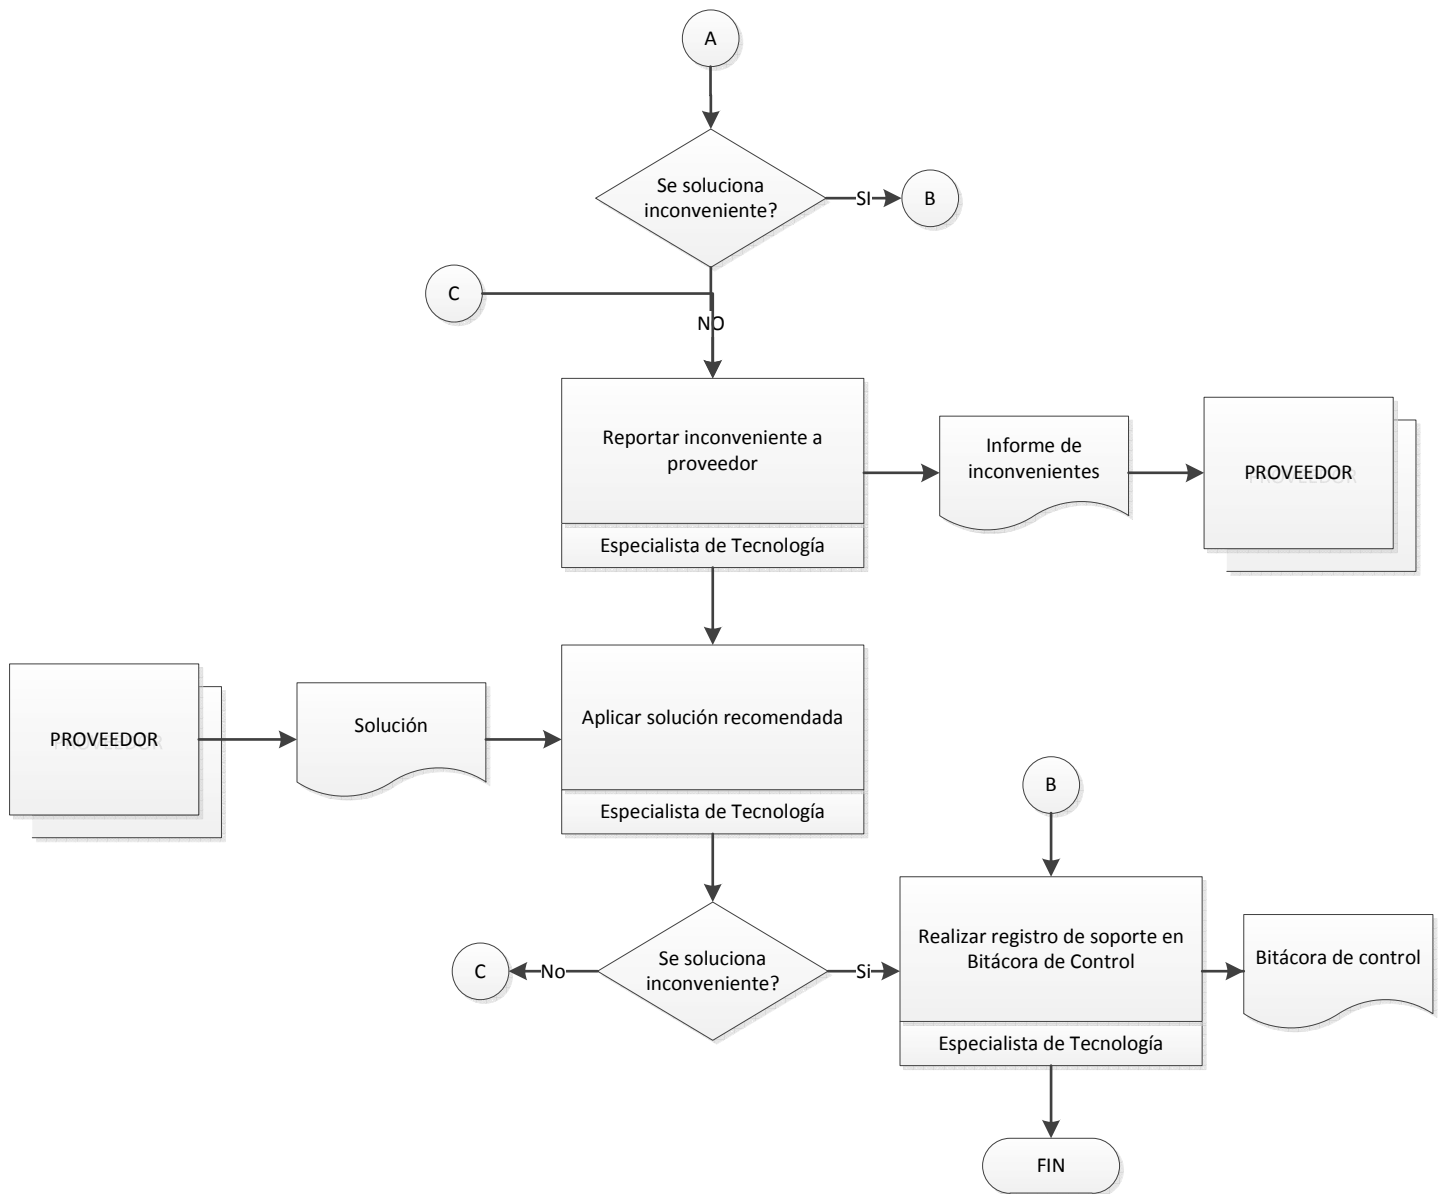 A
Se soluciona
inconveniente?
SI
B
C
NO
Reportar inconveniente a
proveedor
Especialista de Tecnología
Informe de
inconvenientes
PROVEEDOR
PROVEEDOR
Solución
Aplicar solución recomendada
Especialista de Tecnología
B
Se soluciona
inconveniente?
No
C
Si
Realizar registro de soporte en
Bitácora de Control
Especialista de Tecnología
Bitácora de control
FIN